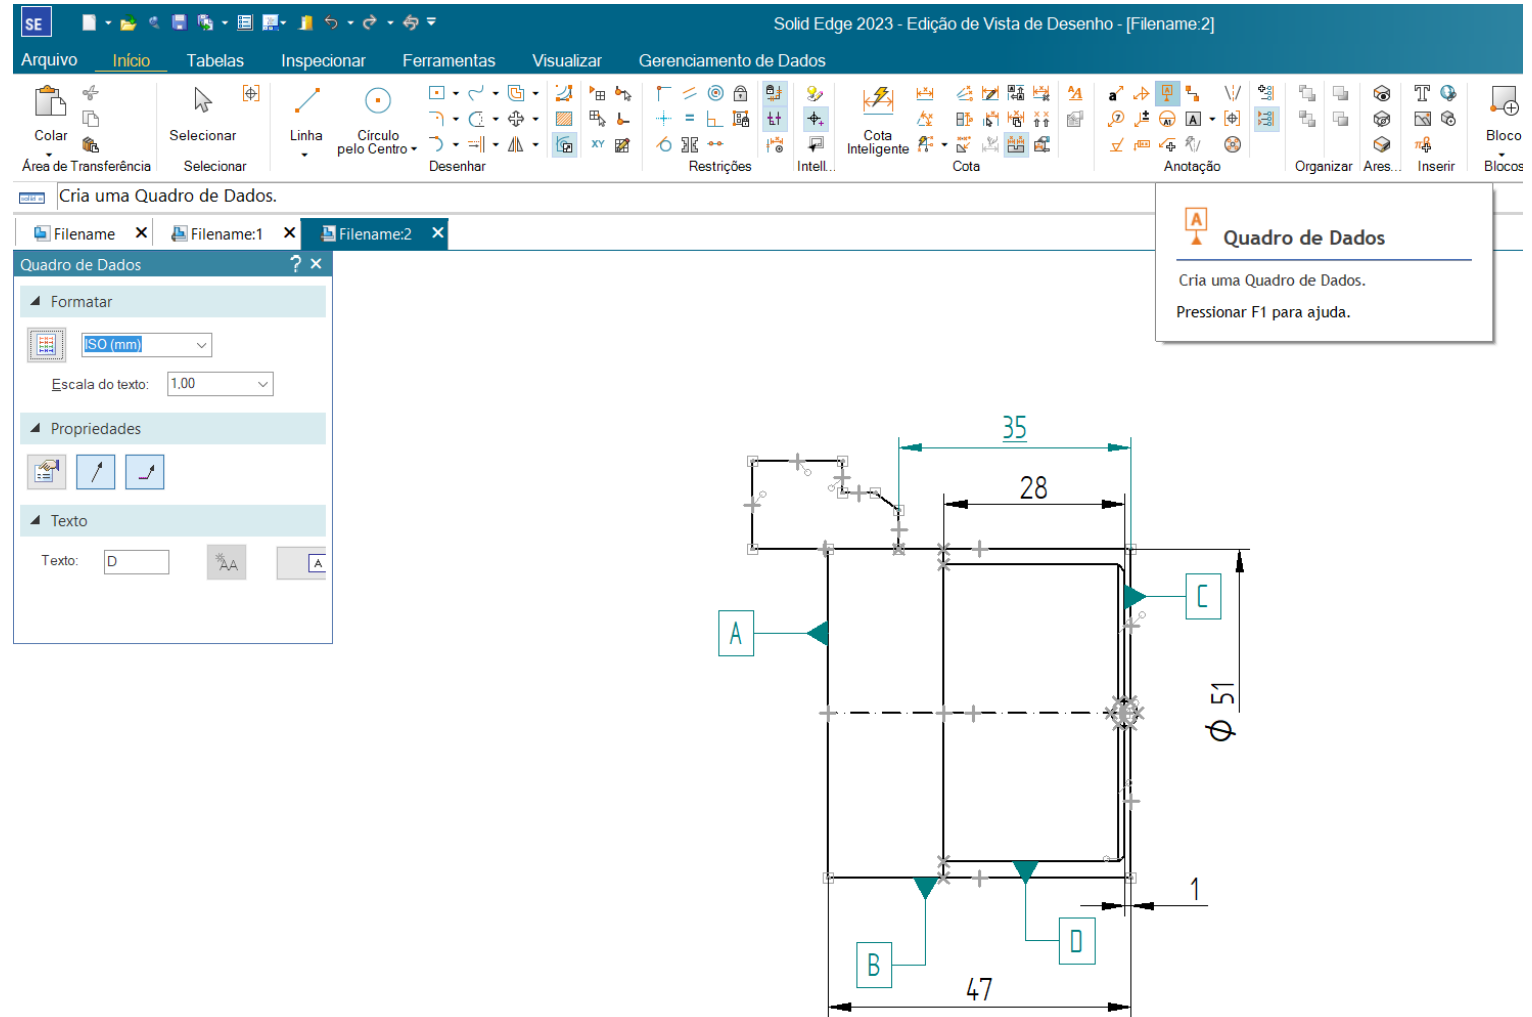 SE
Solid Edge 2023 - Edição de Vista de Desenho - [Filename:2]
Arquivo Início Tabelas Inspecionar Ferramentas Visualizar Gerenciamento de Dados
Colar
Área de Transferência
Selecionar
Selecionar
Linha
Círculo
pelo Centro
Desenhar
XY
Restrições
Intell...
Cota
Inteligente
Cota
Anotação
Organizar
Ares...
Inserir
Bloco
Blocos
Cria uma Quadro de Dados.
Filename Filename:1 Filename:2
Quadro de Dados
Formatar
ISO (mm)
Escala do texto: 1,00
Propriedades
Texto
Texto: D
AA
A
A
Quadro de Dados
Cria uma Quadro de Dados.
Pressionar F1 para ajuda.
35
28
C
A
ϕ 51
1
D
B
47